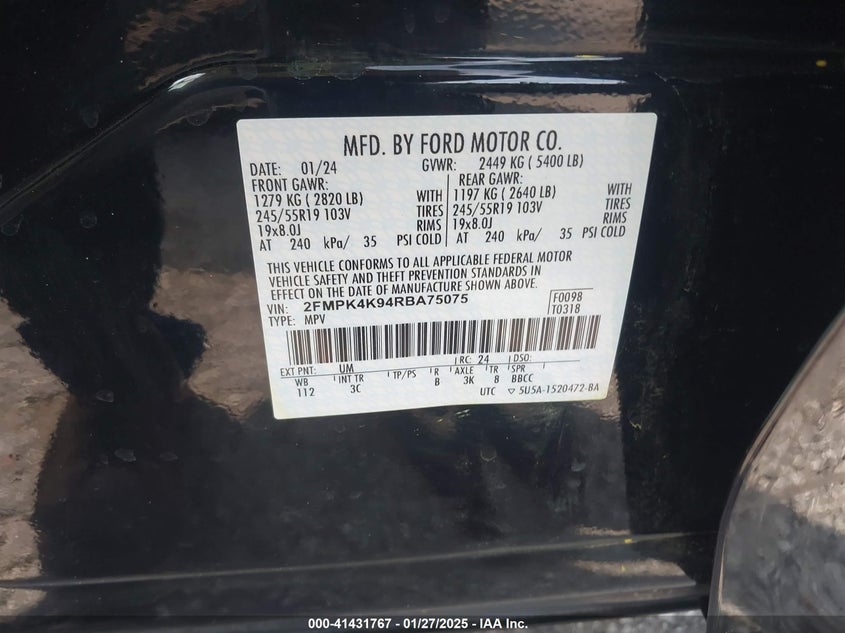 MFD. BY FORD MOTOR CO.
DATE: 01/24 GVWR: 2449 KG ( 5400 LB)
FRONT GAWR: REAR GAWR:
1279 KG ( 2820 LB) WITH 1197 KG ( 2640 LB) WITH
245/55R19 103V TIRES 245/55R19 103V TIRES
19x8.0J RIMS 19x8.0J RIMS
AT 240 kPa/ 35 PSI COLD AT 240 kPa/ 35 PSI COLD
THIS VEHICLE CONFORMS TO ALL APPLICABLE FEDERAL MOTOR
VEHICLE SAFETY AND THEFT PREVENTION STANDARDS IN
EFFECT ON THE DATE OF MANUFACTURE SHOWN ABOVE.
VIN: 2FMPK4K94RBA75075 F0098
TYPE: MPV T0318
EXT PNT: UM RC: 24 DSO:
WB INT TR TP/PS R AXLE TR SPR
112 3C B 3K 8 BBCC
UTC ▽ 5U5A-1520472-BA
000-41431767 | 01/27/2025 - IAA Inc.